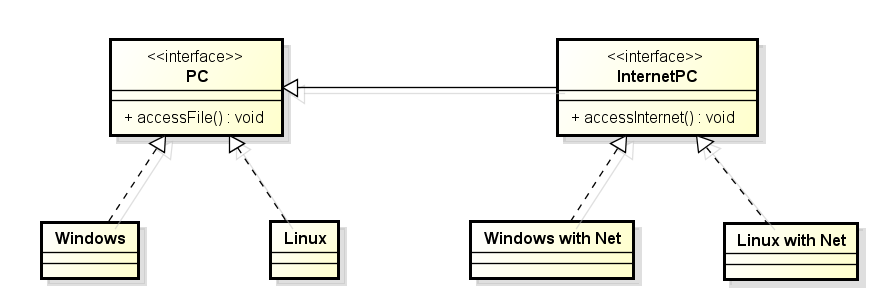 <<interface>>
PC
+ accessFile() : void
<<interface>>
InternetPC
+ accessInternet() : void
Windows
Linux
Windows with Net
Linux with Net